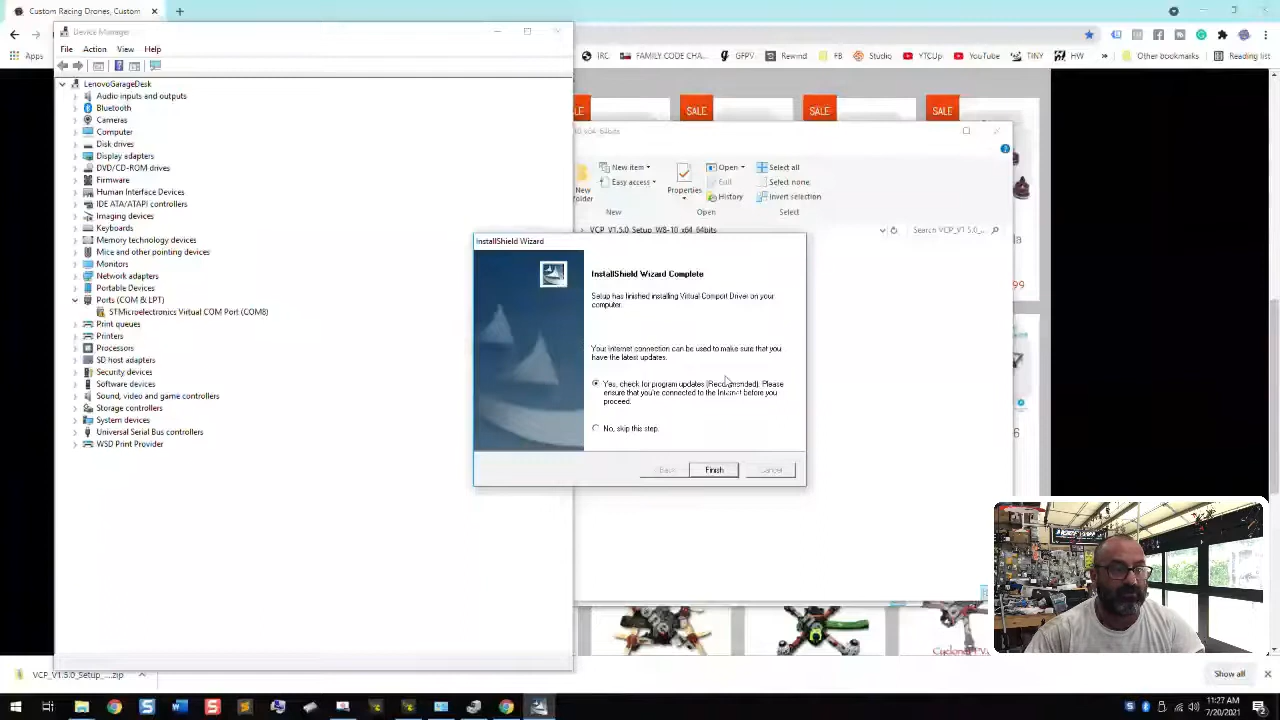 Custom Racing Drones, Custom
Device Manager
File Action View Help
Apps
IRC
FAMILY CODE CHA...
GFPV
Rewind
FB
Studio
YTCUp
YouTube
TINY
HW
Other bookmarks
Reading list
LenovoGarageDesk
Audio inputs and outputs
Bluetooth
Cameras
Computer
Disk drives
Display adapters
DVD/CD-ROM drives
Firmware
Human Interface Devices
IDE ATA/ATAPI controllers
Imaging devices
Keyboards
Memory technology devices
Mice and other pointing devices
Monitors
Network adapters
Portable Devices
Ports (COM & LPT)
STMicroelectronics Virtual COM Port (COM8)
Print queues
Printers
Processors
SD host adapters
Security devices
Software devices
Sound, video and game controllers
Storage controllers
System devices
Universal Serial Bus controllers
WSD Print Provider
SALE
SALE
SALE
SALE
New item
Easy access
New
folder
New
Properties
Open
Edit
History
Open
Select all
Select none
Invert selection
Select
VCP_V1.5.0_Setup_W8-10_x64_64bits
Search VCP_V1.5.0_...
InstallShield Wizard
InstallShield Wizard Complete
Setup has finished installing Virtual Comport Driver on your
computer.
Your internet connection can be used to make sure that you
have the latest updates.
Yes, check for program updates (Recommended). Please
ensure that you're connected to the Internet before you
proceed.
No, skip this step.
Back
Finish
Cancel
VCP_V1.5.0_Setup_....zip
Show all
11:27 AM
7/20/2021